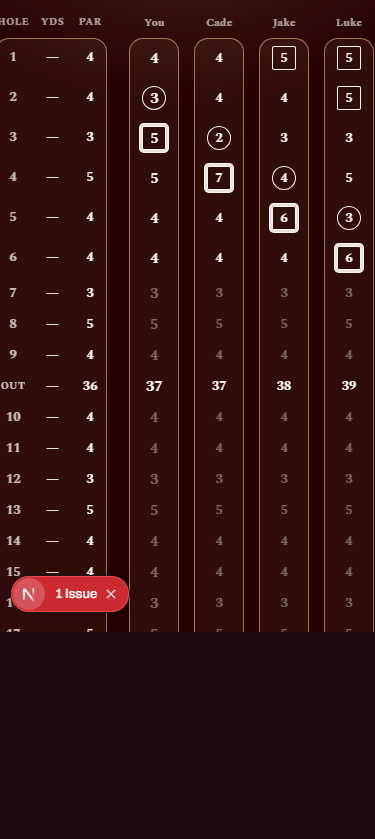 HOLE YDS PAR You Cade Jake Luke
1 — 4 4 4 5 5
2 — 4 3 4 4 5
3 — 3 5 2 3 3
4 — 5 5 7 4 5
5 — 4 4 4 6 3
6 — 4 4 4 4 6
7 — 3 3 3 3 3
8 — 5 5 5 5 5
9 — 4 4 4 4 4
OUT — 36 37 37 38 39
10 — 4 4 4 4 4
11 — 4 4 4 4 4
12 — 3 3 3 3 3
13 — 5 5 5 5 5
14 — 4 4 4 4 4
15 — 4 4 4 4 4
N 1 Issue ×
3 3 3 3